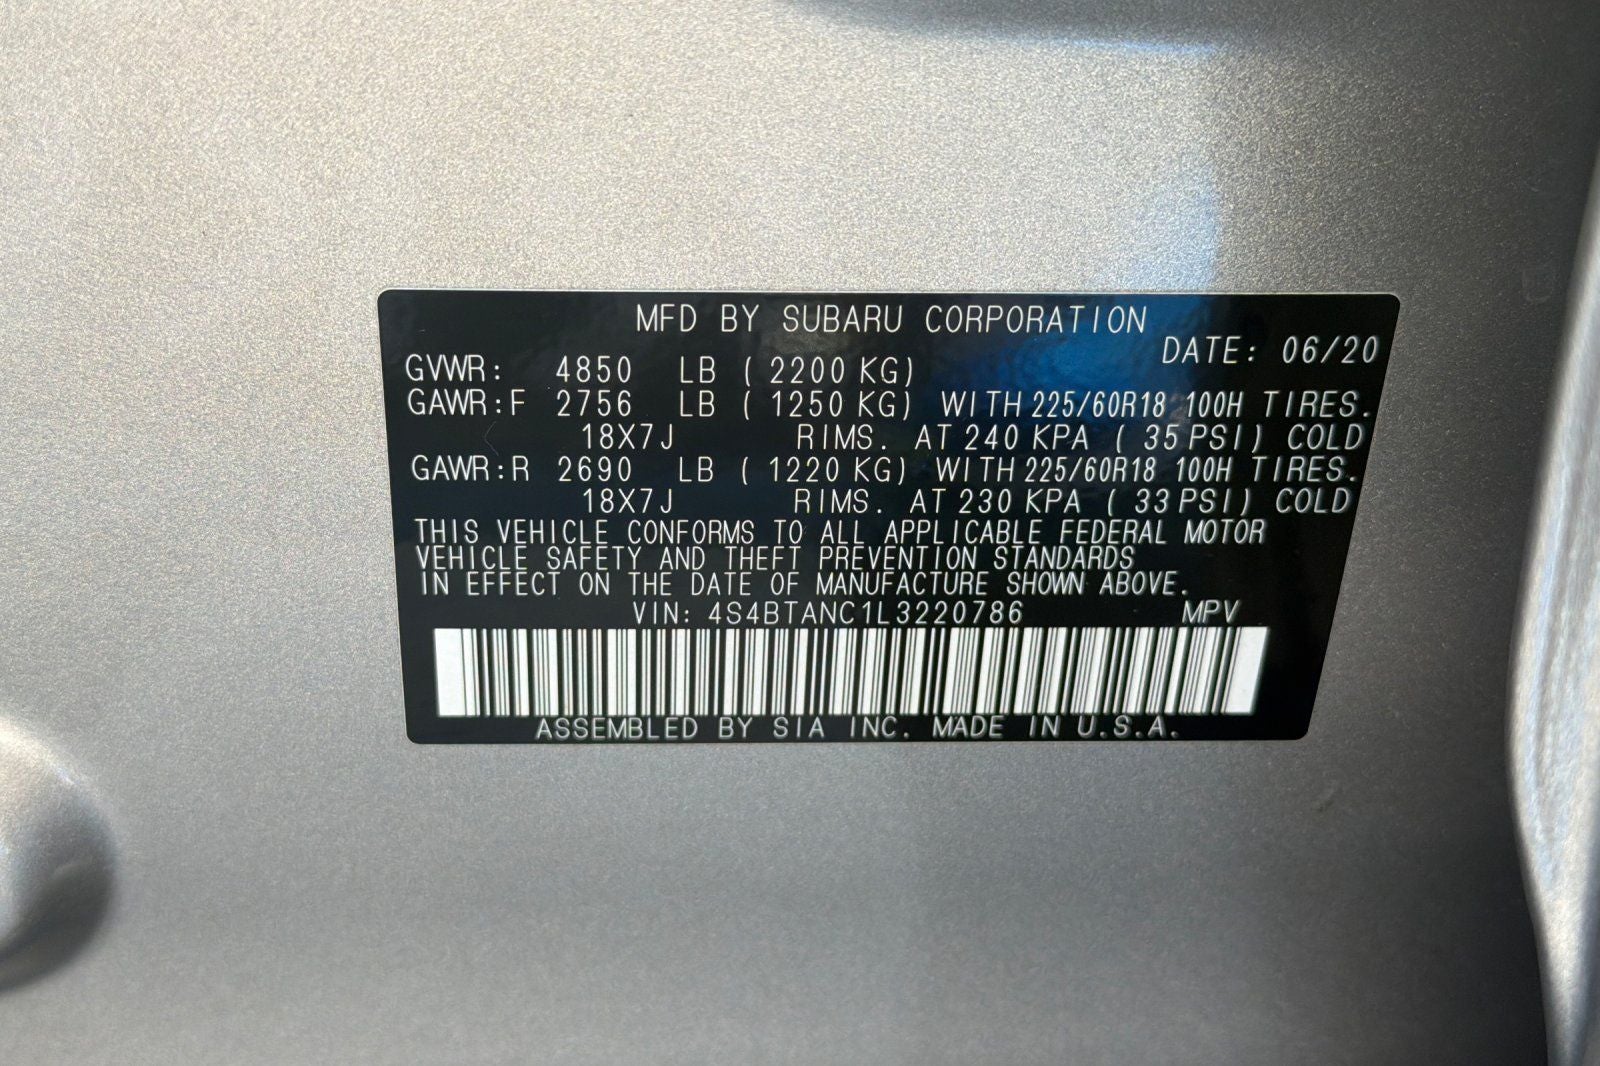 MFD BY SUBARU CORPORATION
DATE: 06/20
GVWR: 4850 LB ( 2200 KG)
GAWR:F 2756 LB ( 1250 KG) WITH 225/60R18 100H TIRES.
18X7J RIMS. AT 240 KPA ( 35 PSI) COLD
GAWR:R 2690 LB ( 1220 KG) WITH 225/60R18 100H TIRES.
18X7J RIMS. AT 230 KPA ( 33 PSI) COLD
THIS VEHICLE CONFORMS TO ALL APPLICABLE FEDERAL MOTOR
VEHICLE SAFETY AND THEFT PREVENTION STANDARDS
IN EFFECT ON THE DATE OF MANUFACTURE SHOWN ABOVE.
VIN: 4S4BTANC1L3220786 MPV
ASSEMBLED BY SIA INC. MADE IN U.S.A.